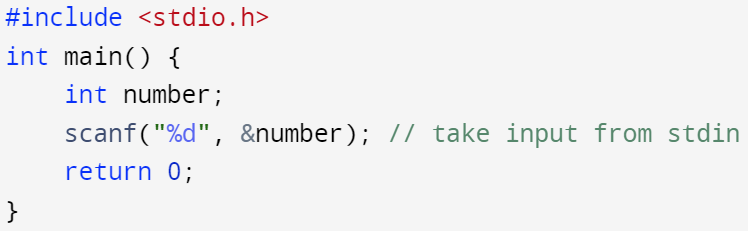 #include <stdio.h>
int main() {
    int number;
    scanf("%d", &number); // take input from stdin
    return 0;
}